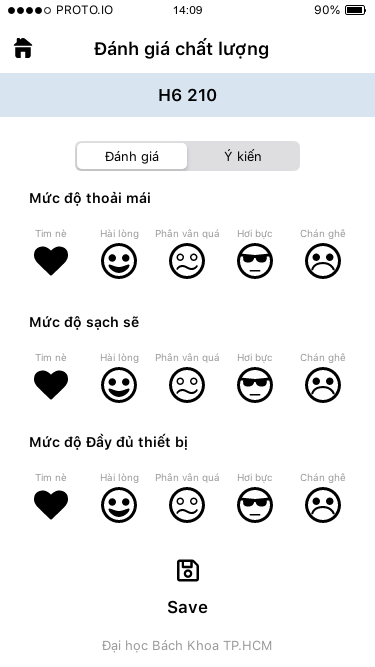 PROTO.IO 14:09 90%
Đánh giá chất lượng
H6 210
Đánh giá Ý kiến
Mức độ thoải mái
Tim nè Hài lòng Phân vân quá Hơi bực Chán ghê
Mức độ sạch sẽ
Tim nè Hài lòng Phân vân quá Hơi bực Chán ghê
Mức độ Đầy đủ thiết bị
Tim nè Hài lòng Phân vân quá Hơi bực Chán ghê
Save
Đại học Bách Khoa TP.HCM